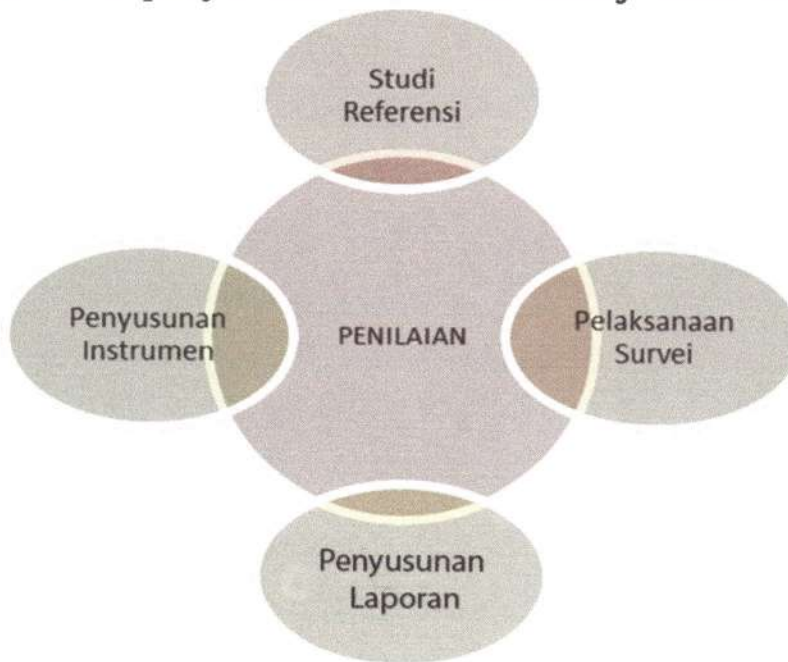 Studi
Referensi
Penyusunan
Instrumen
PENILAIAN
Pelaksanaan
Survei
Penyusunan
Laporan